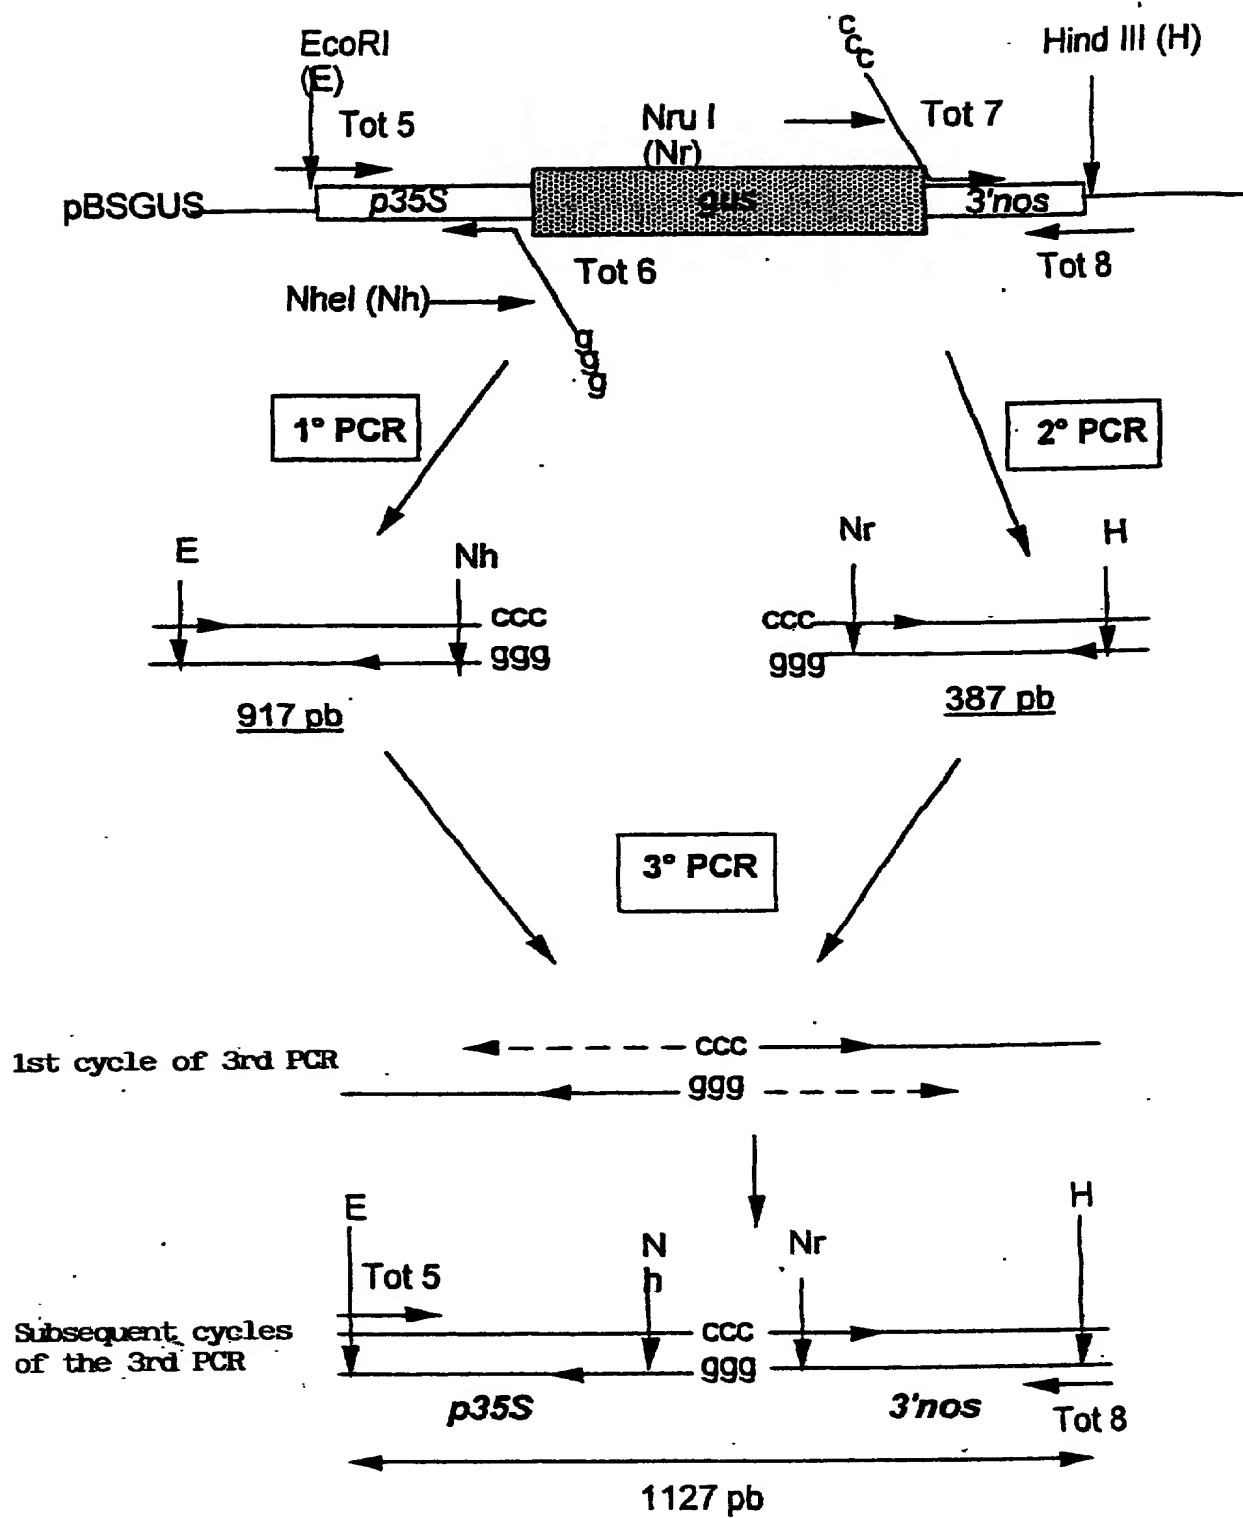 EcoRI
(E)
Tot 5
Nru I
(Nr)
c
c
c
Tot 7
Hind III (H)
pBSGUS
p35S
gus
3'nos
Tot 6
Tot 8
NheI (Nh)
g
g
g
1° PCR
2° PCR
E
Nh
ccc
ggg
917 pb
Nr
H
ccc
ggg
387 pb
3° PCR
1st cycle of 3rd PCR
ccc
ggg
E
Tot 5
N
h
Nr
H
Subsequent cycles
of the 3rd PCR
ccc
ggg
p35S
3'nos
Tot 8
1127 pb